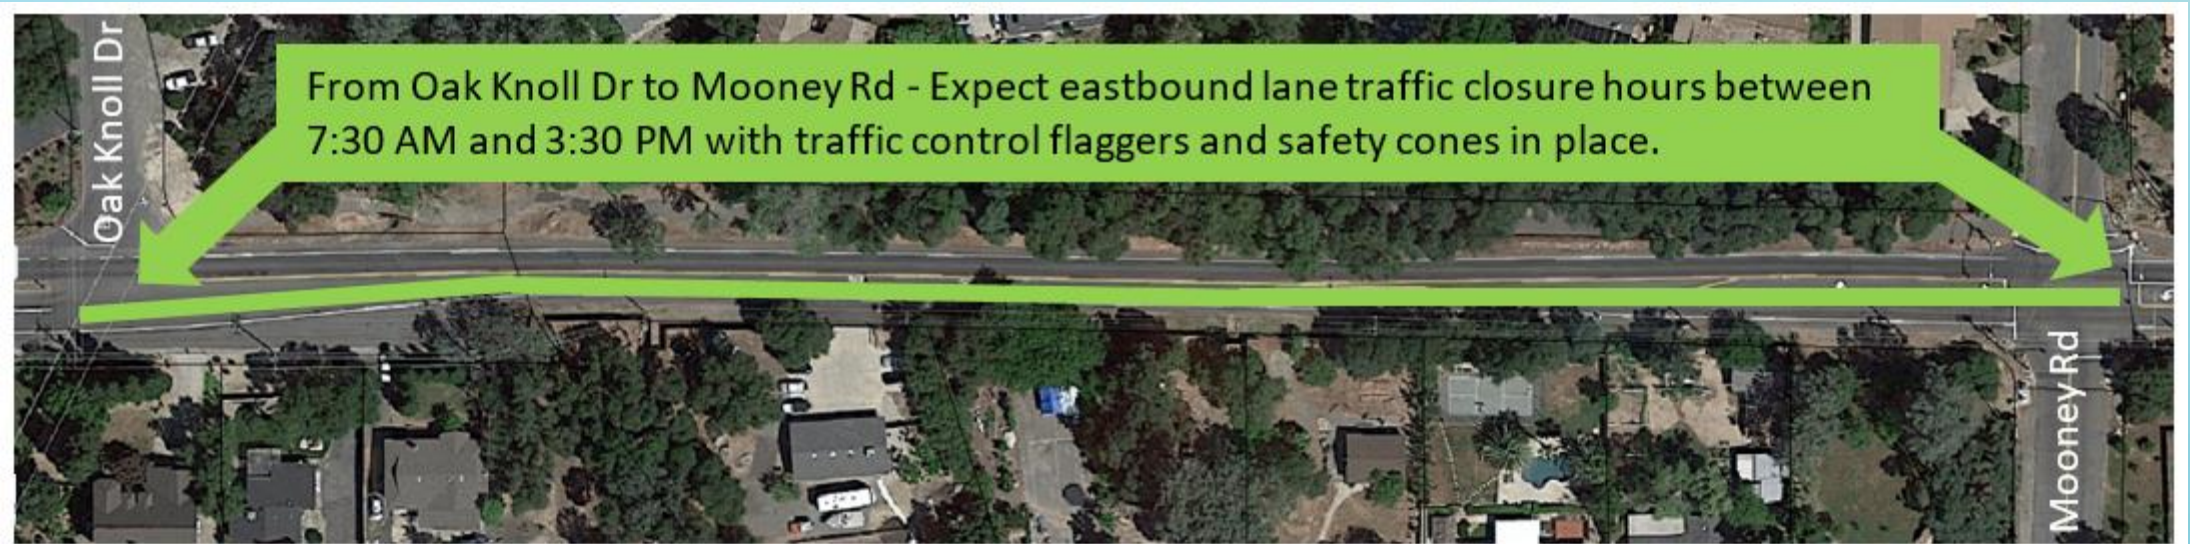 Oak Knoll Dr
From Oak Knoll Dr to Mooney Rd - Expect eastbound lane traffic closure hours between
7:30 AM and 3:30 PM with traffic control flaggers and safety cones in place.
Mooney Rd